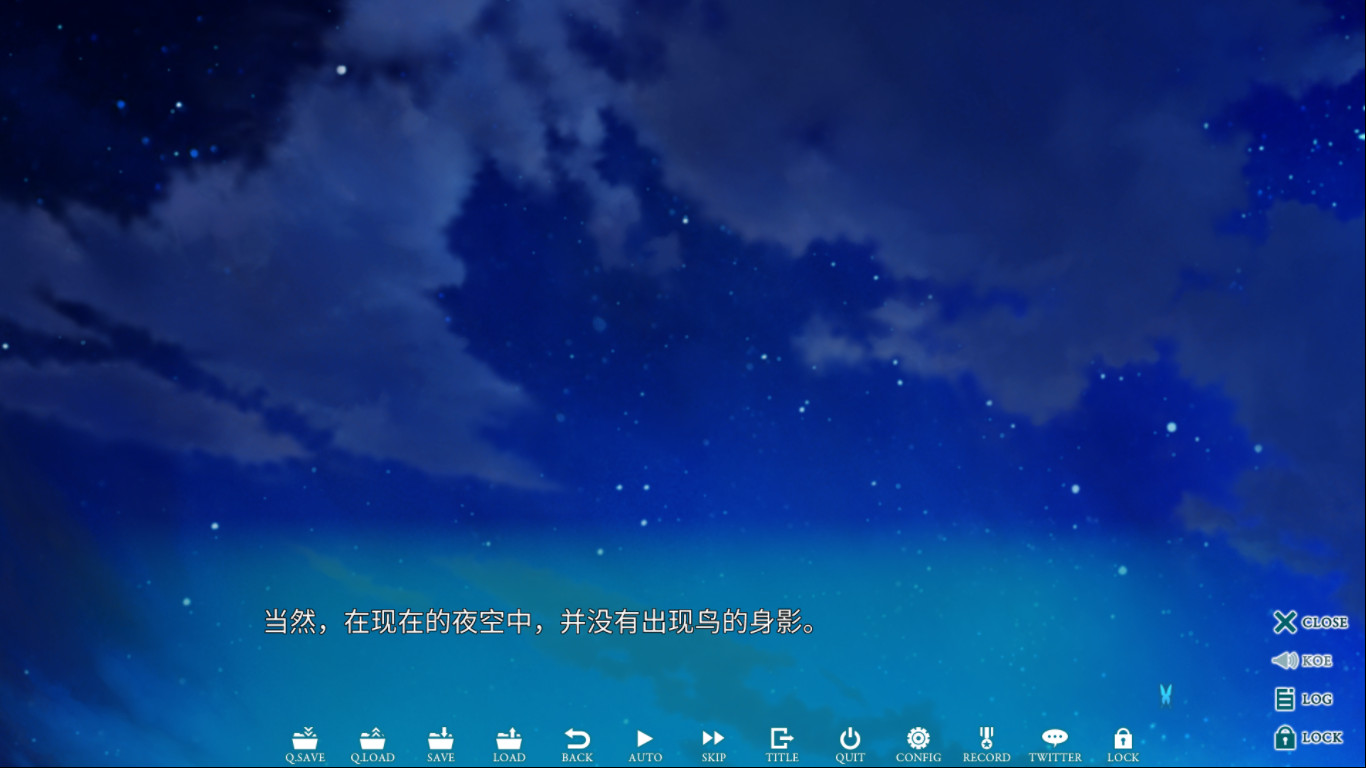 当然，在现在的夜空中，并没有出现鸟的身影。
CLOSE
KOE
LOG
LOCK
Q.SAVE Q.LOAD SAVE LOAD BACK AUTO SKIP TITLE QUIT CONFIG RECORD TWITTER LOCK